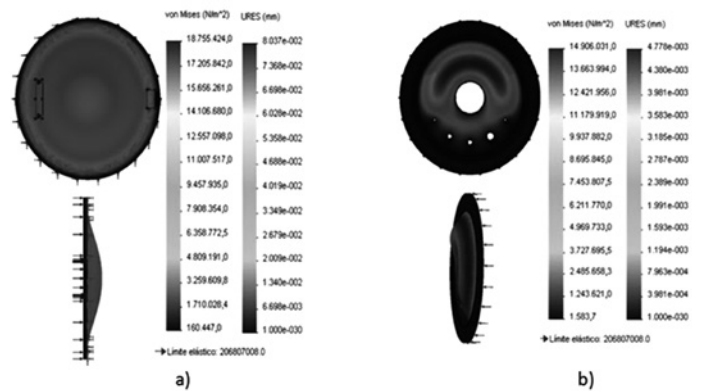 von Mises (N/m^2) URES (mm)
18.755.424,0 8.037e-002
17.205.842,0 7.368e-002
15.656.261,0 6.698e-002
14.106.680,0 6.028e-002
12.557.098,0 5.358e-002
11.007.517,0 4.688e-002
9.457.935,0 4.019e-002
7.908.354,0 3.349e-002
6.358.772,5 2.679e-002
4.809.191,0 2.009e-002
3.259.609,8 1.340e-002
1.710.028,4 6.698e-003
160.447,0 1.000e-030
Límite elástico: 206807008.0
a)
von Mises (N/m^2) URES (mm)
14.906.031,0 4.778e-003
13.663.994,0 4.380e-003
12.421.956,0 3.981e-003
11.179.919,0 3.583e-003
9.937.882,0 3.185e-003
8.695.845,0 2.787e-003
7.453.807,5 2.389e-003
6.211.770,0 1.991e-003
4.969.733,0 1.593e-003
3.727.695,5 1.194e-003
2.485.658,3 7.963e-004
1.243.621,0 3.981e-004
1.583,7 1.000e-030
Límite elástico: 206807008.0
b)